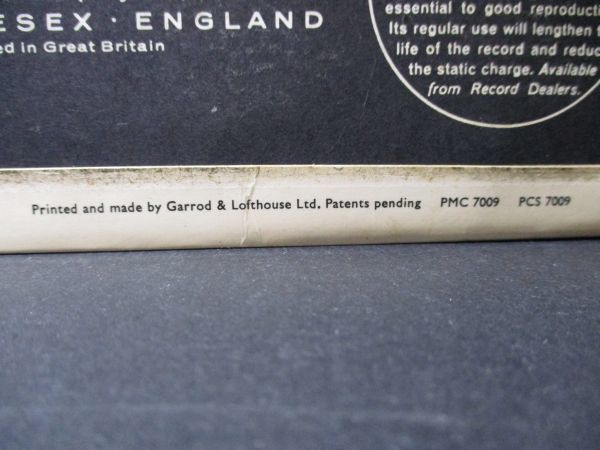 ESEX · ENGLAND
ed in Great Britain
essential to good reproducti
Its regular use will lengthen t
life of the record and reduc
the static charge. Available
from Record Dealers.
Printed and made by Garrod & Lofthouse Ltd. Patents pending PMC 7009 PCS 7009